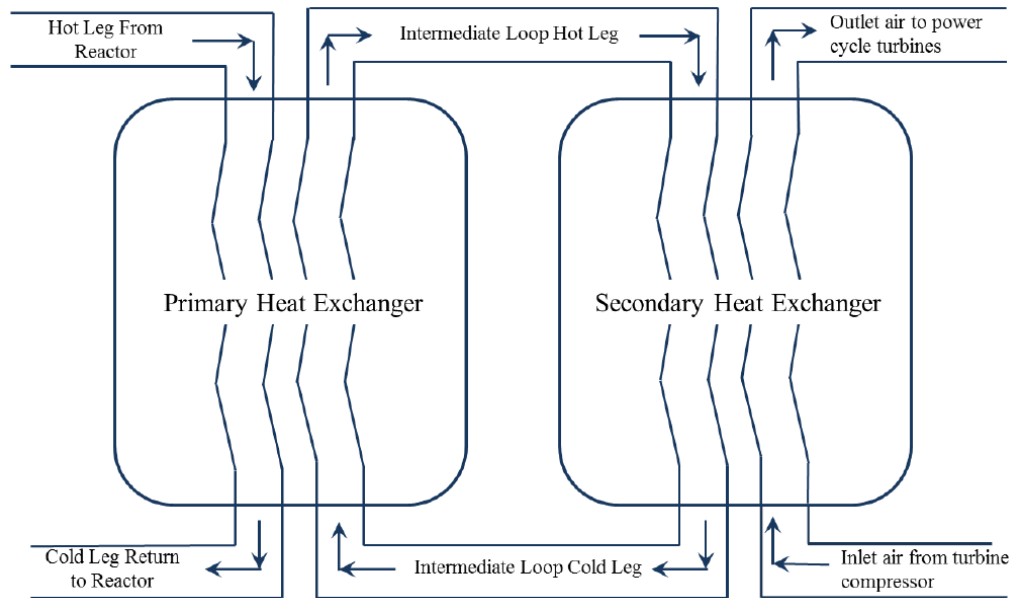 Hot Leg From
Reactor
Intermediate Loop Hot Leg
Outlet air to power
cycle turbines
Primary Heat Exchanger
Secondary Heat Exchanger
Cold Leg Return
to Reactor
Intermediate Loop Cold Leg
Inlet air from turbine
compressor